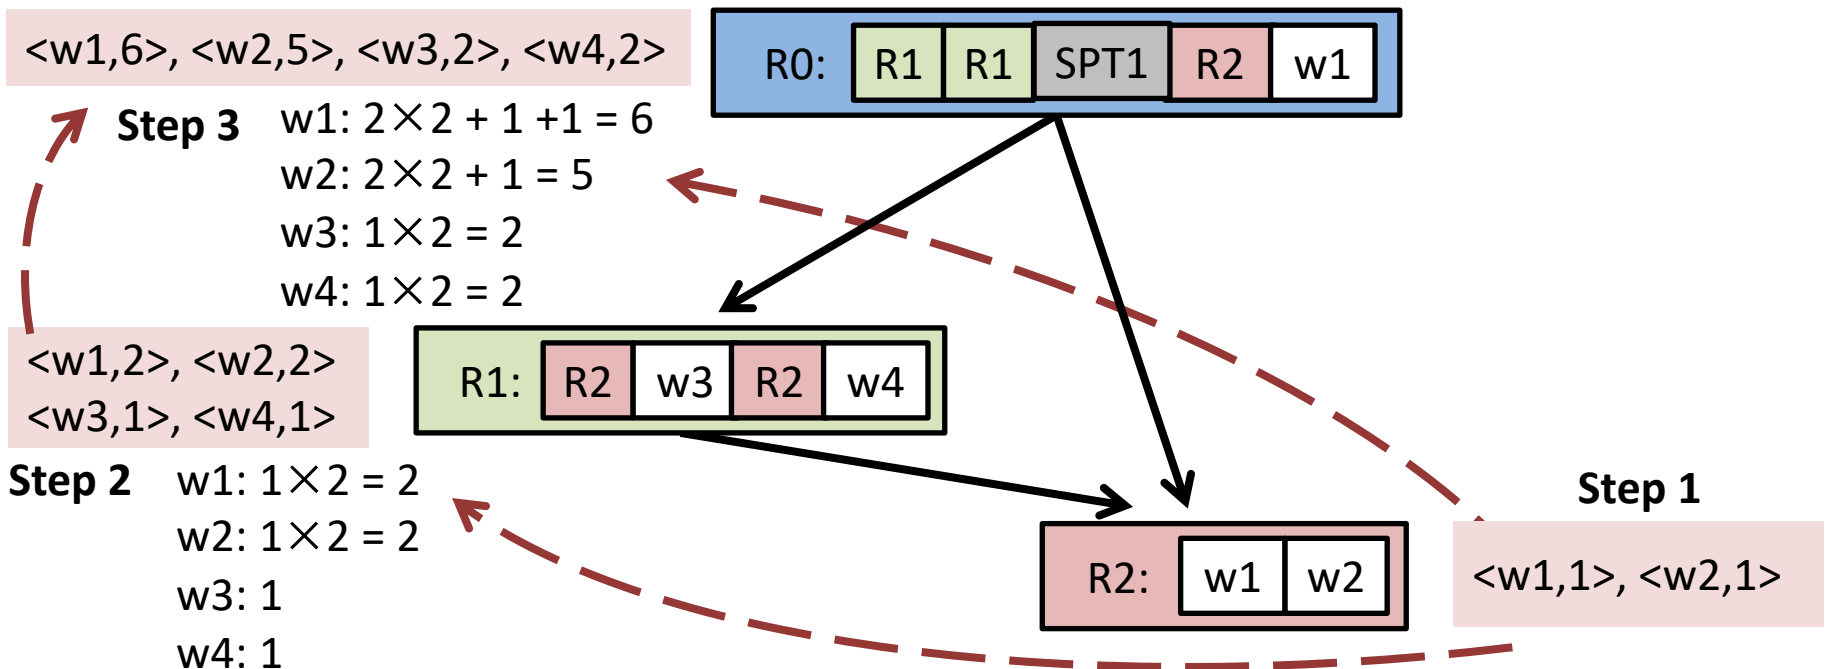 <w1,6>, <w2,5>, <w3,2>, <w4,2>
R0: R1 R1 SPT1 R2 w1
Step 3
w1: 2×2 + 1 +1 = 6
w2: 2×2 + 1 = 5
w3: 1×2 = 2
w4: 1×2 = 2
<w1,2>, <w2,2>
<w3,1>, <w4,1>
R1: R2 w3 R2 w4
Step 2
w1: 1×2 = 2
w2: 1×2 = 2
w3: 1
w4: 1
Step 1
R2: w1 w2
<w1,1>, <w2,1>